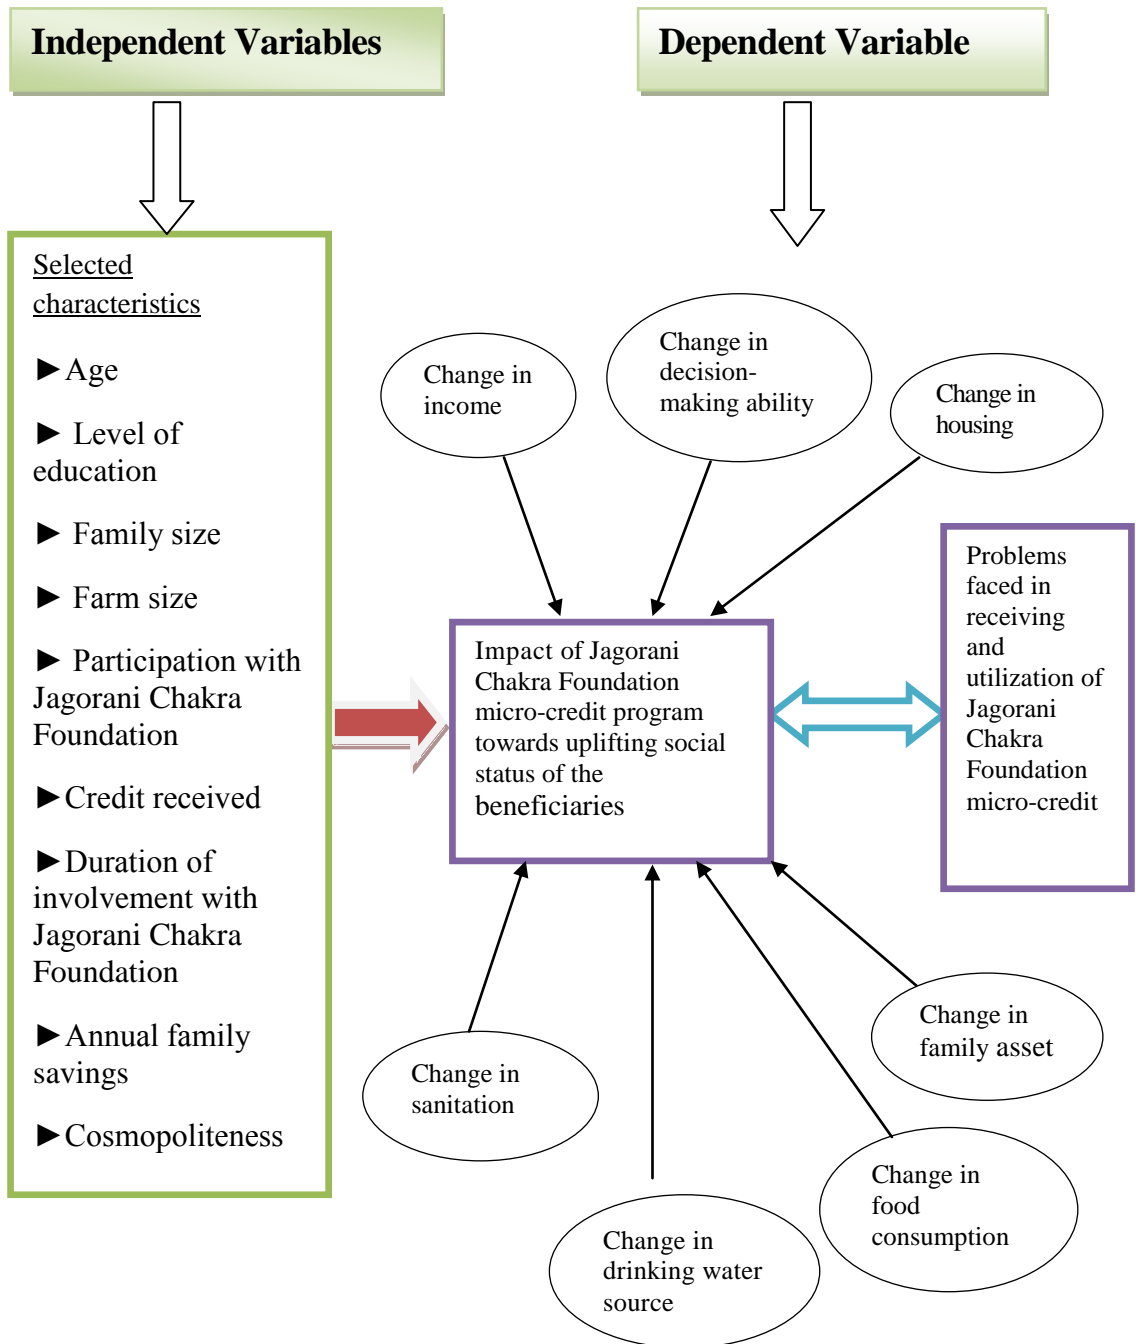 Independent Variables
Dependent Variable
Selected
characteristics
►Age
► Level of
education
► Family size
► Farm size
► Participation with
Jagorani Chakra
Foundation
►Credit received
►Duration of
involvement with
Jagorani Chakra
Foundation
►Annual family
savings
►Cosmopoliteness
Change in
income
Change in
decision-
making ability
Change in
housing
Impact of Jagorani
Chakra Foundation
micro-credit program
towards uplifting social
status of the
beneficiaries
Problems
faced in
receiving
and
utilization of
Jagorani
Chakra
Foundation
micro-credit
Change in
sanitation
Change in
drinking water
source
Change in
food
consumption
Change in
family asset